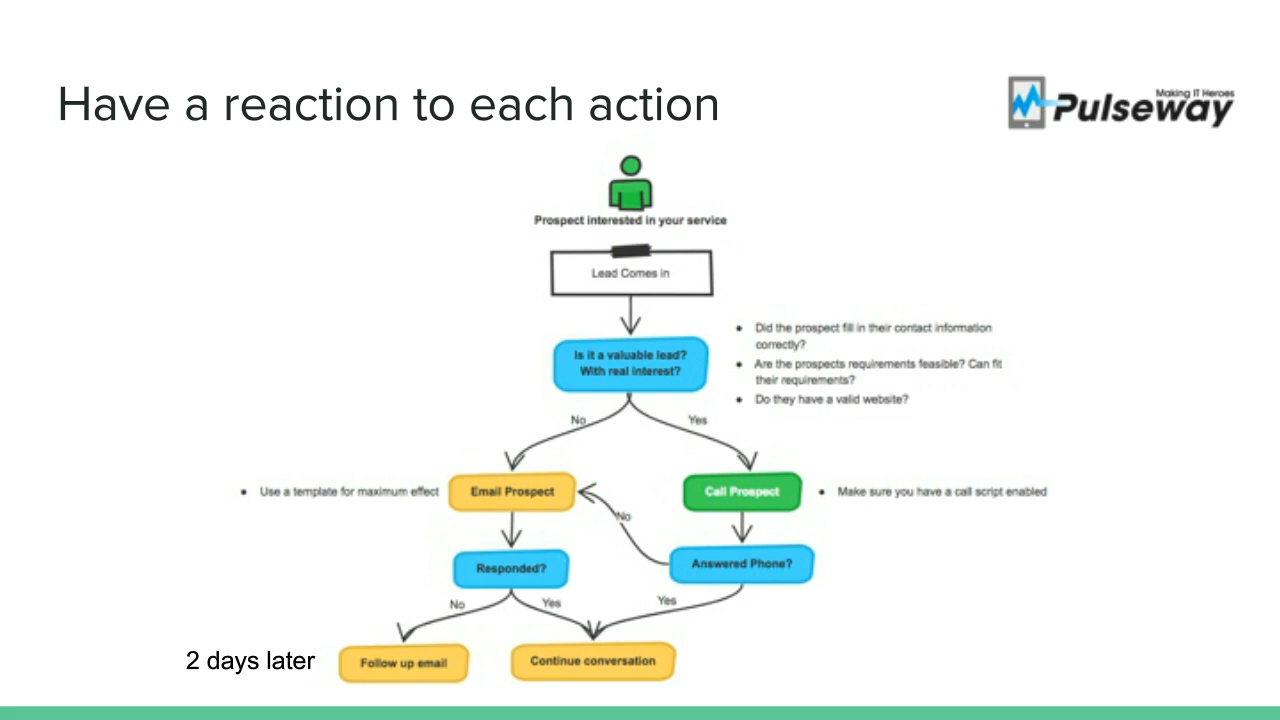 Have a reaction to each action
Making IT Heroes
Pulseway
Prospect interested in your service
Lead Comes in
Is it a valuable lead?
With real interest?
• Did the prospect fill in their contact information
correctly?
• Are the prospects requirements feasible? Can fit
their requirements?
• Do they have a valid website?
No
Yes
• Use a template for maximum effect
Email Prospect
Call Prospect
• Make sure you have a call script enabled
No
Responded?
Answered Phone?
No
Yes
Yes
2 days later
Follow up email
Continue conversation